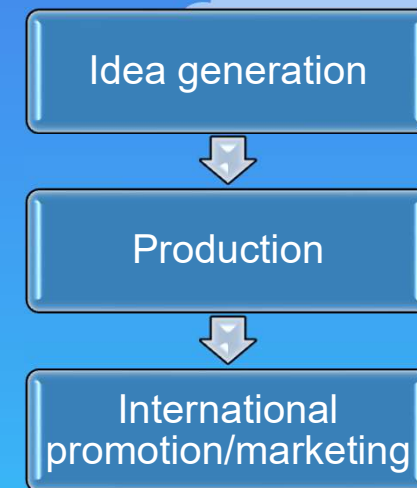 Idea generation
Production
International
promotion/marketing